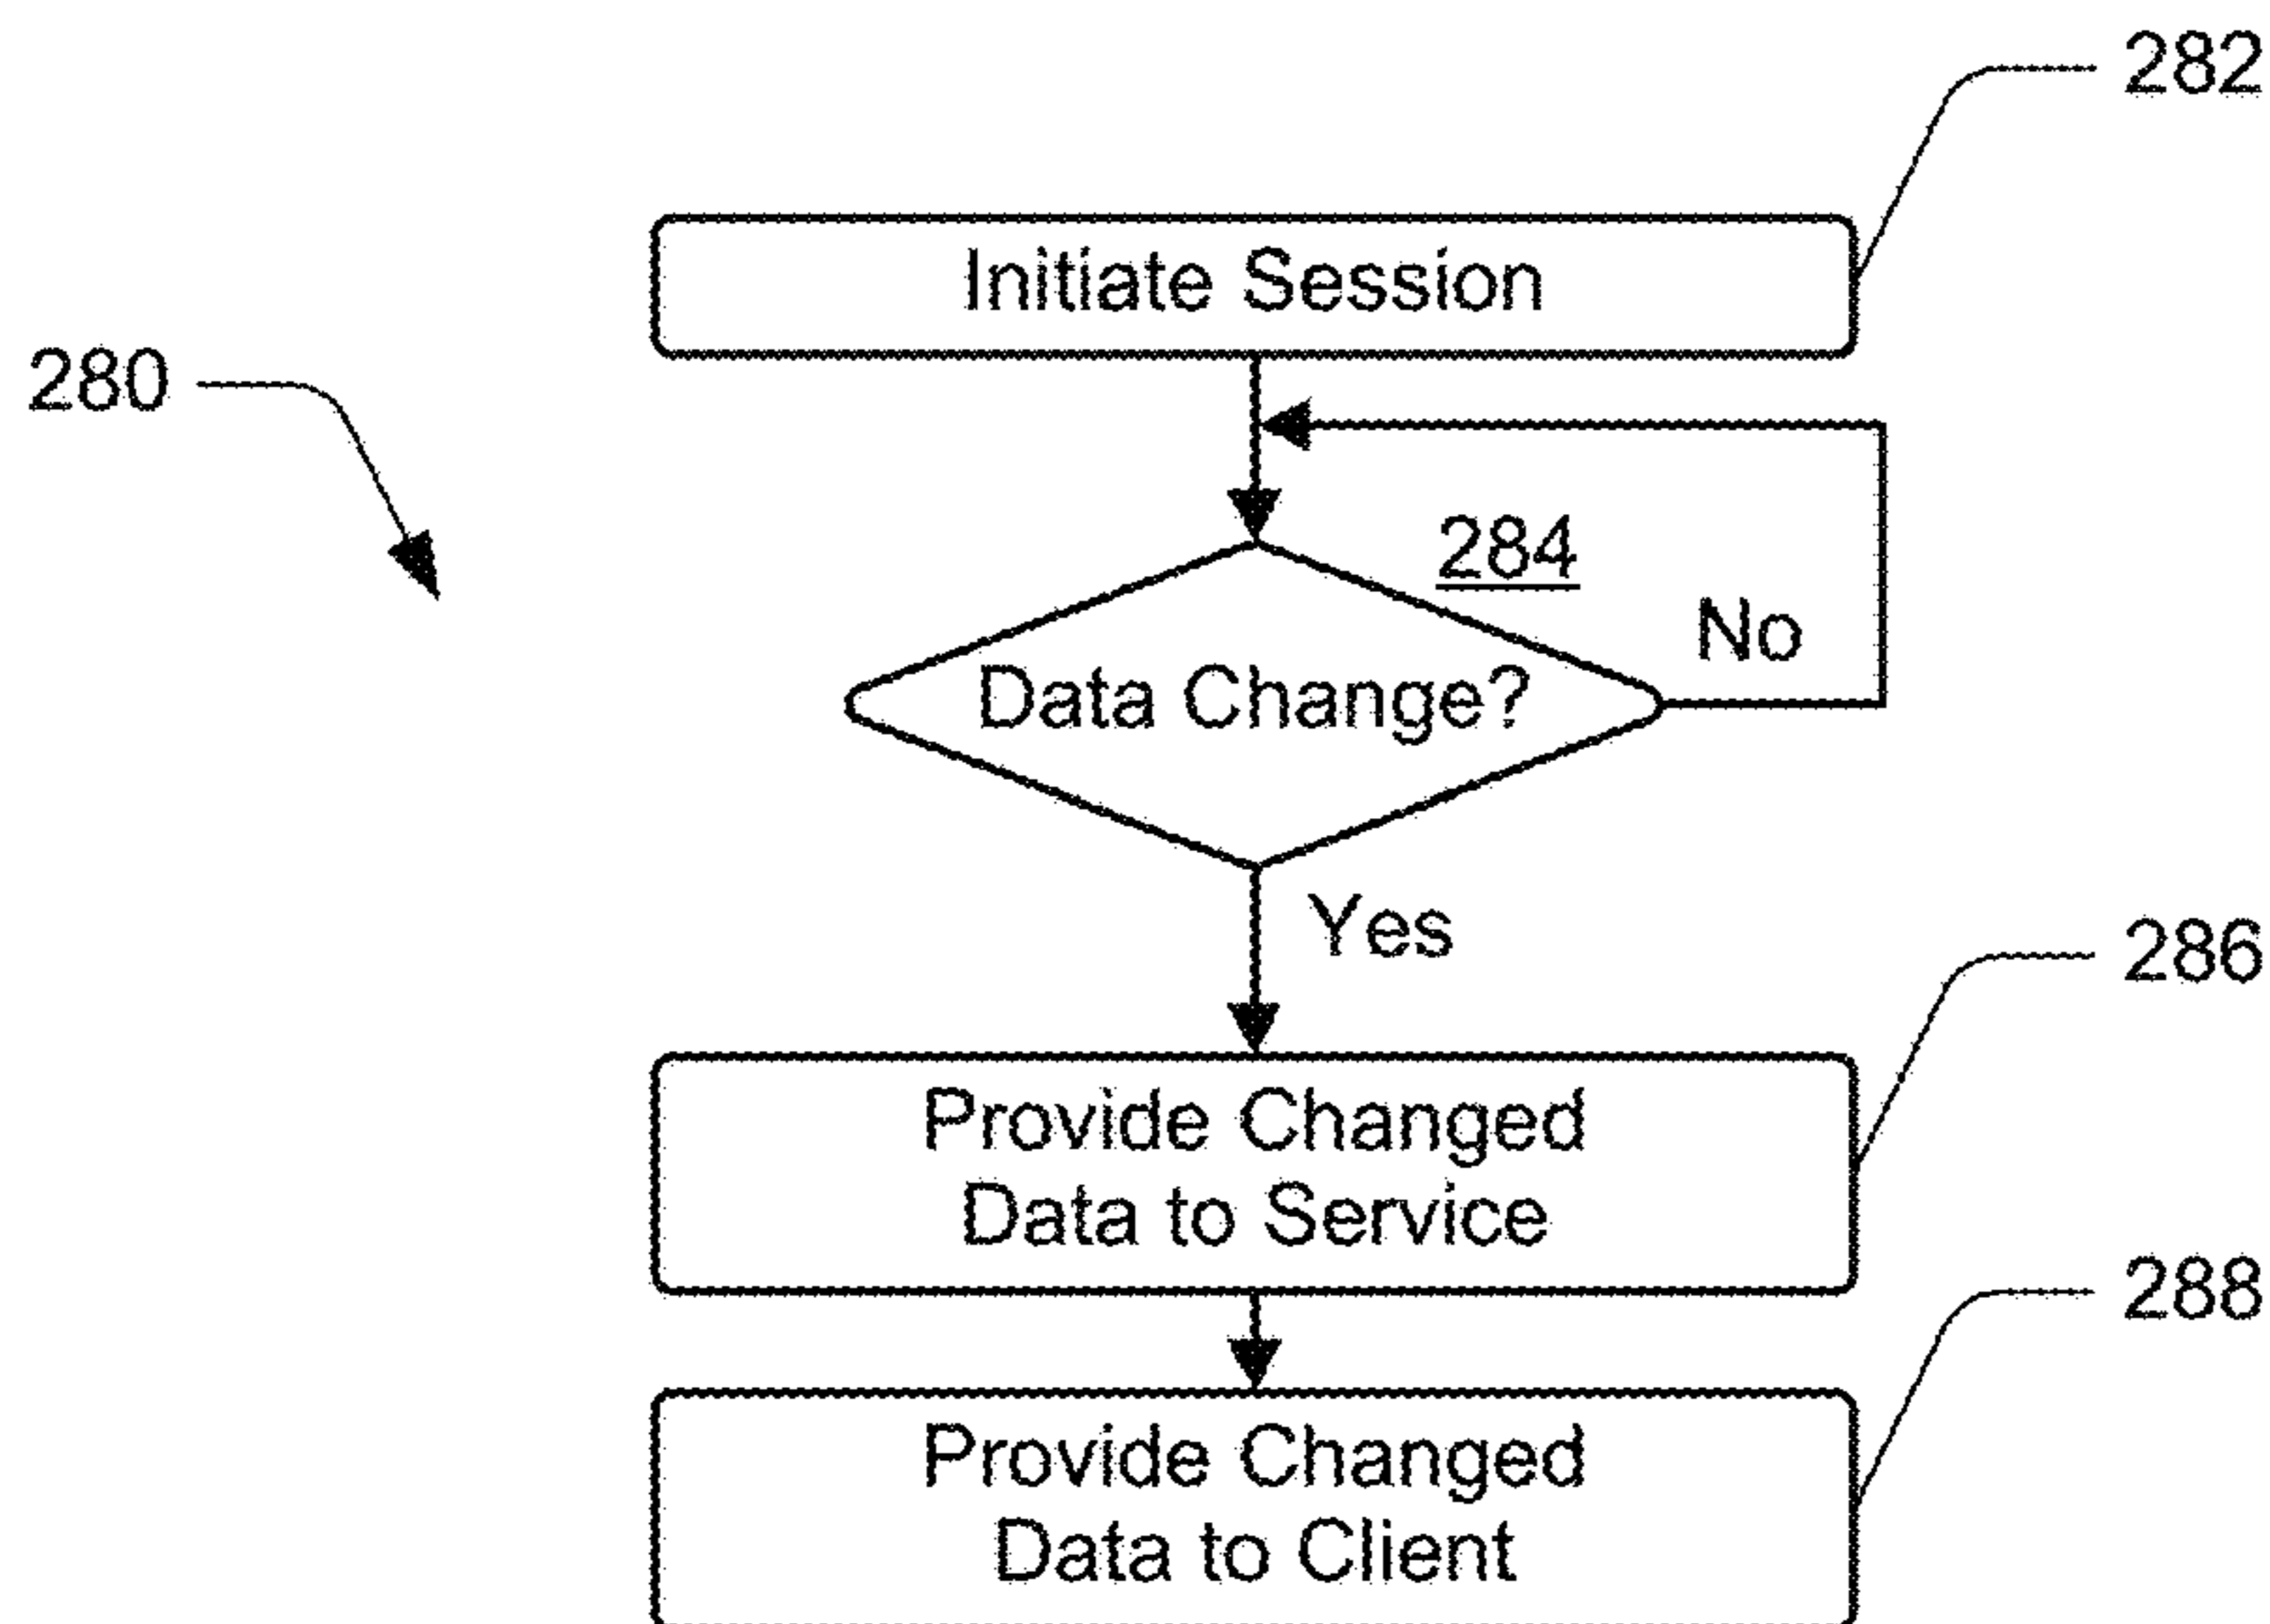 282
Initiate Session
280
284
No
Data Change?
Yes
286
Provide Changed
Data to Service
288
Provide Changed
Data to Client